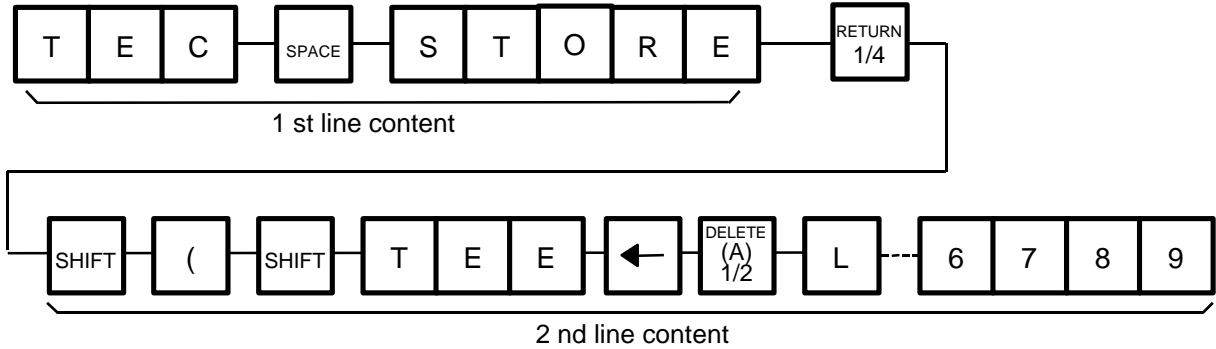 T E C SPACE S T O R E RETURN 1/4
1 st line content
SHIFT ( SHIFT T E E ← DELETE (A) 1/2 L 6 7 8 9
2 nd line content